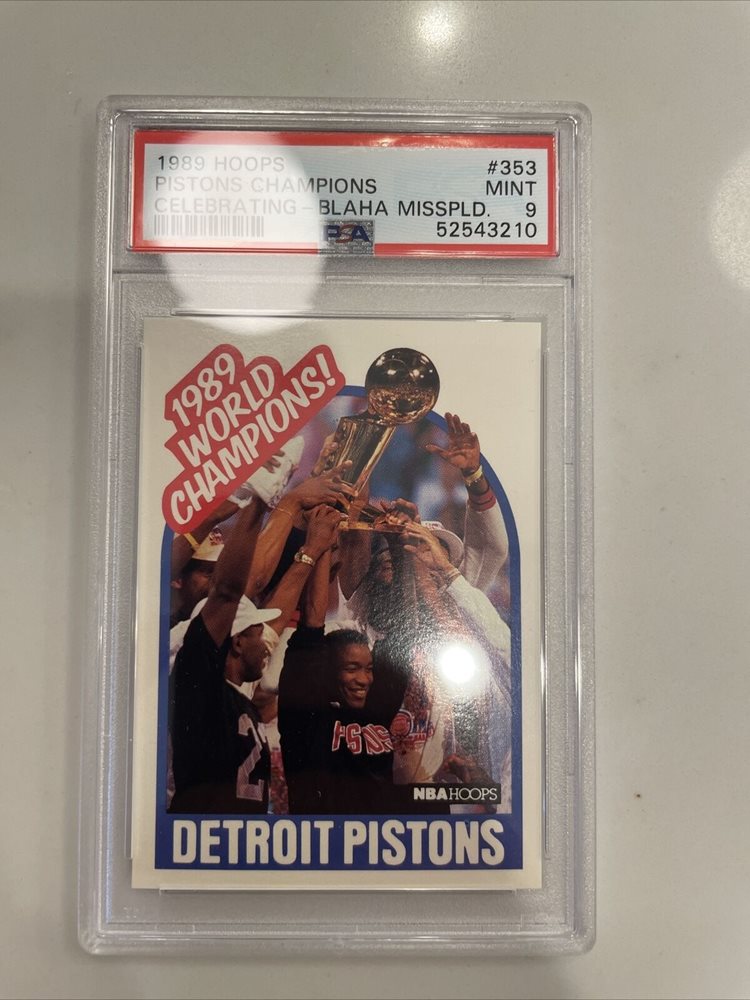 1989 HOOPS #353
PISTONS CHAMPIONS MINT
CELEBRATING - BLAHA MISSPLD. 9
PSA 52543210
1989
WORLD
CHAMPIONS!
2
NBA HOOPS
DETROIT PISTONS